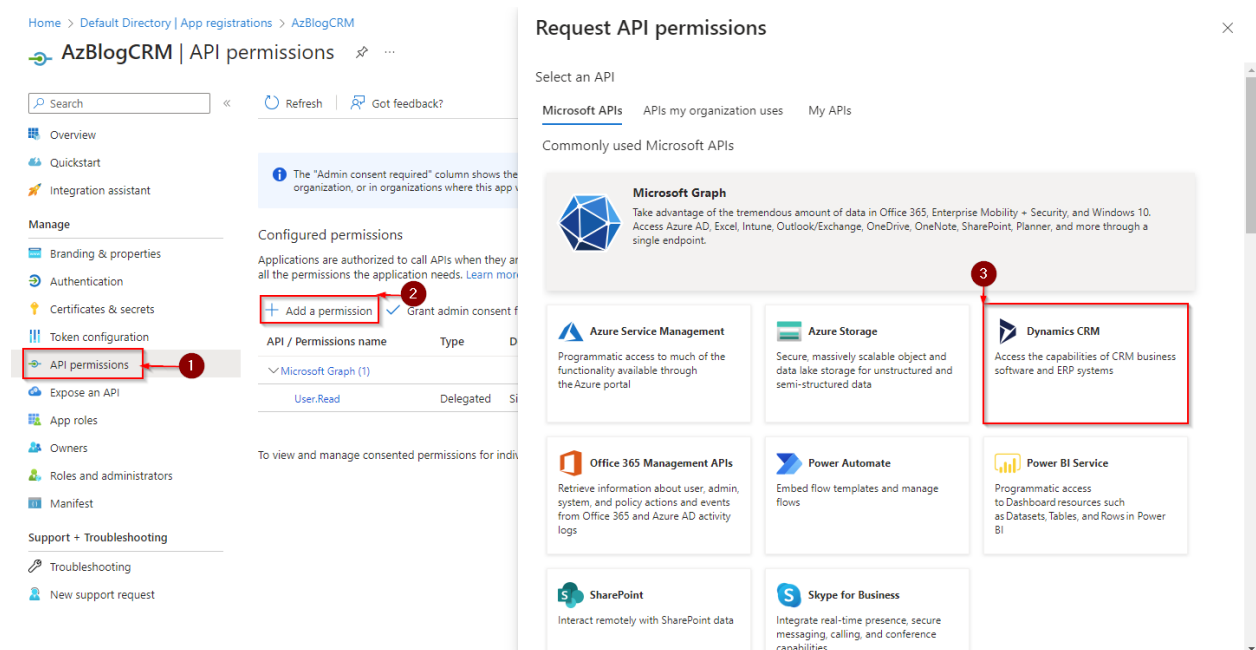 Home > Default Directory | App registrations > AzBlogCRM
AzBlogCRM | API permissions
Search
Overview
Quickstart
Integration assistant
Manage
Branding & properties
Authentication
Certificates & secrets
Token configuration
API permissions
1
Expose an API
App roles
Owners
Roles and administrators
Manifest
Support + Troubleshooting
Troubleshooting
New support request
Refresh
Got feedback?
The "Admin consent required" column shows the
organization, or in organizations where this app
Configured permissions
Applications are authorized to call APIs when they
all the permissions the application needs. Learn
2
+ Add a permission
Grant admin consent
API / Permissions name Type
Microsoft Graph (1)
User.Read Delegated
To view and manage consented permissions for
Request API permissions
Select an API
Microsoft APIs APIs my organization uses My APIs
Commonly used Microsoft APIs
Microsoft Graph
Take advantage of the tremendous amount of data in Office 365, Enterprise Mobility + Security, and Windows 10.
Access Azure AD, Excel, Intune, Outlook/Exchange, OneDrive, OneNote, SharePoint, Planner, and more through a
single endpoint.
Azure Service Management
Programmatic access to much of the
functionality available through
the Azure portal
Azure Storage
Secure, massively scalable object and
data lake storage for unstructured and
semi-structured data
3
Dynamics CRM
Access the capabilities of CRM business
software and ERP systems
Office 365 Management APIs
Retrieve information about user, admin,
system, and policy actions and events
from Office 365 and Azure AD activity
logs
Power Automate
Embed flow templates and manage
flows
Power BI Service
Programmatic access
to Dashboard resources such
as Datasets, Tables, and Rows in Power
BI
SharePoint
Interact remotely with SharePoint data
Skype for Business
Integrate real-time presence, secure
messaging, calling, and conference
capabilities